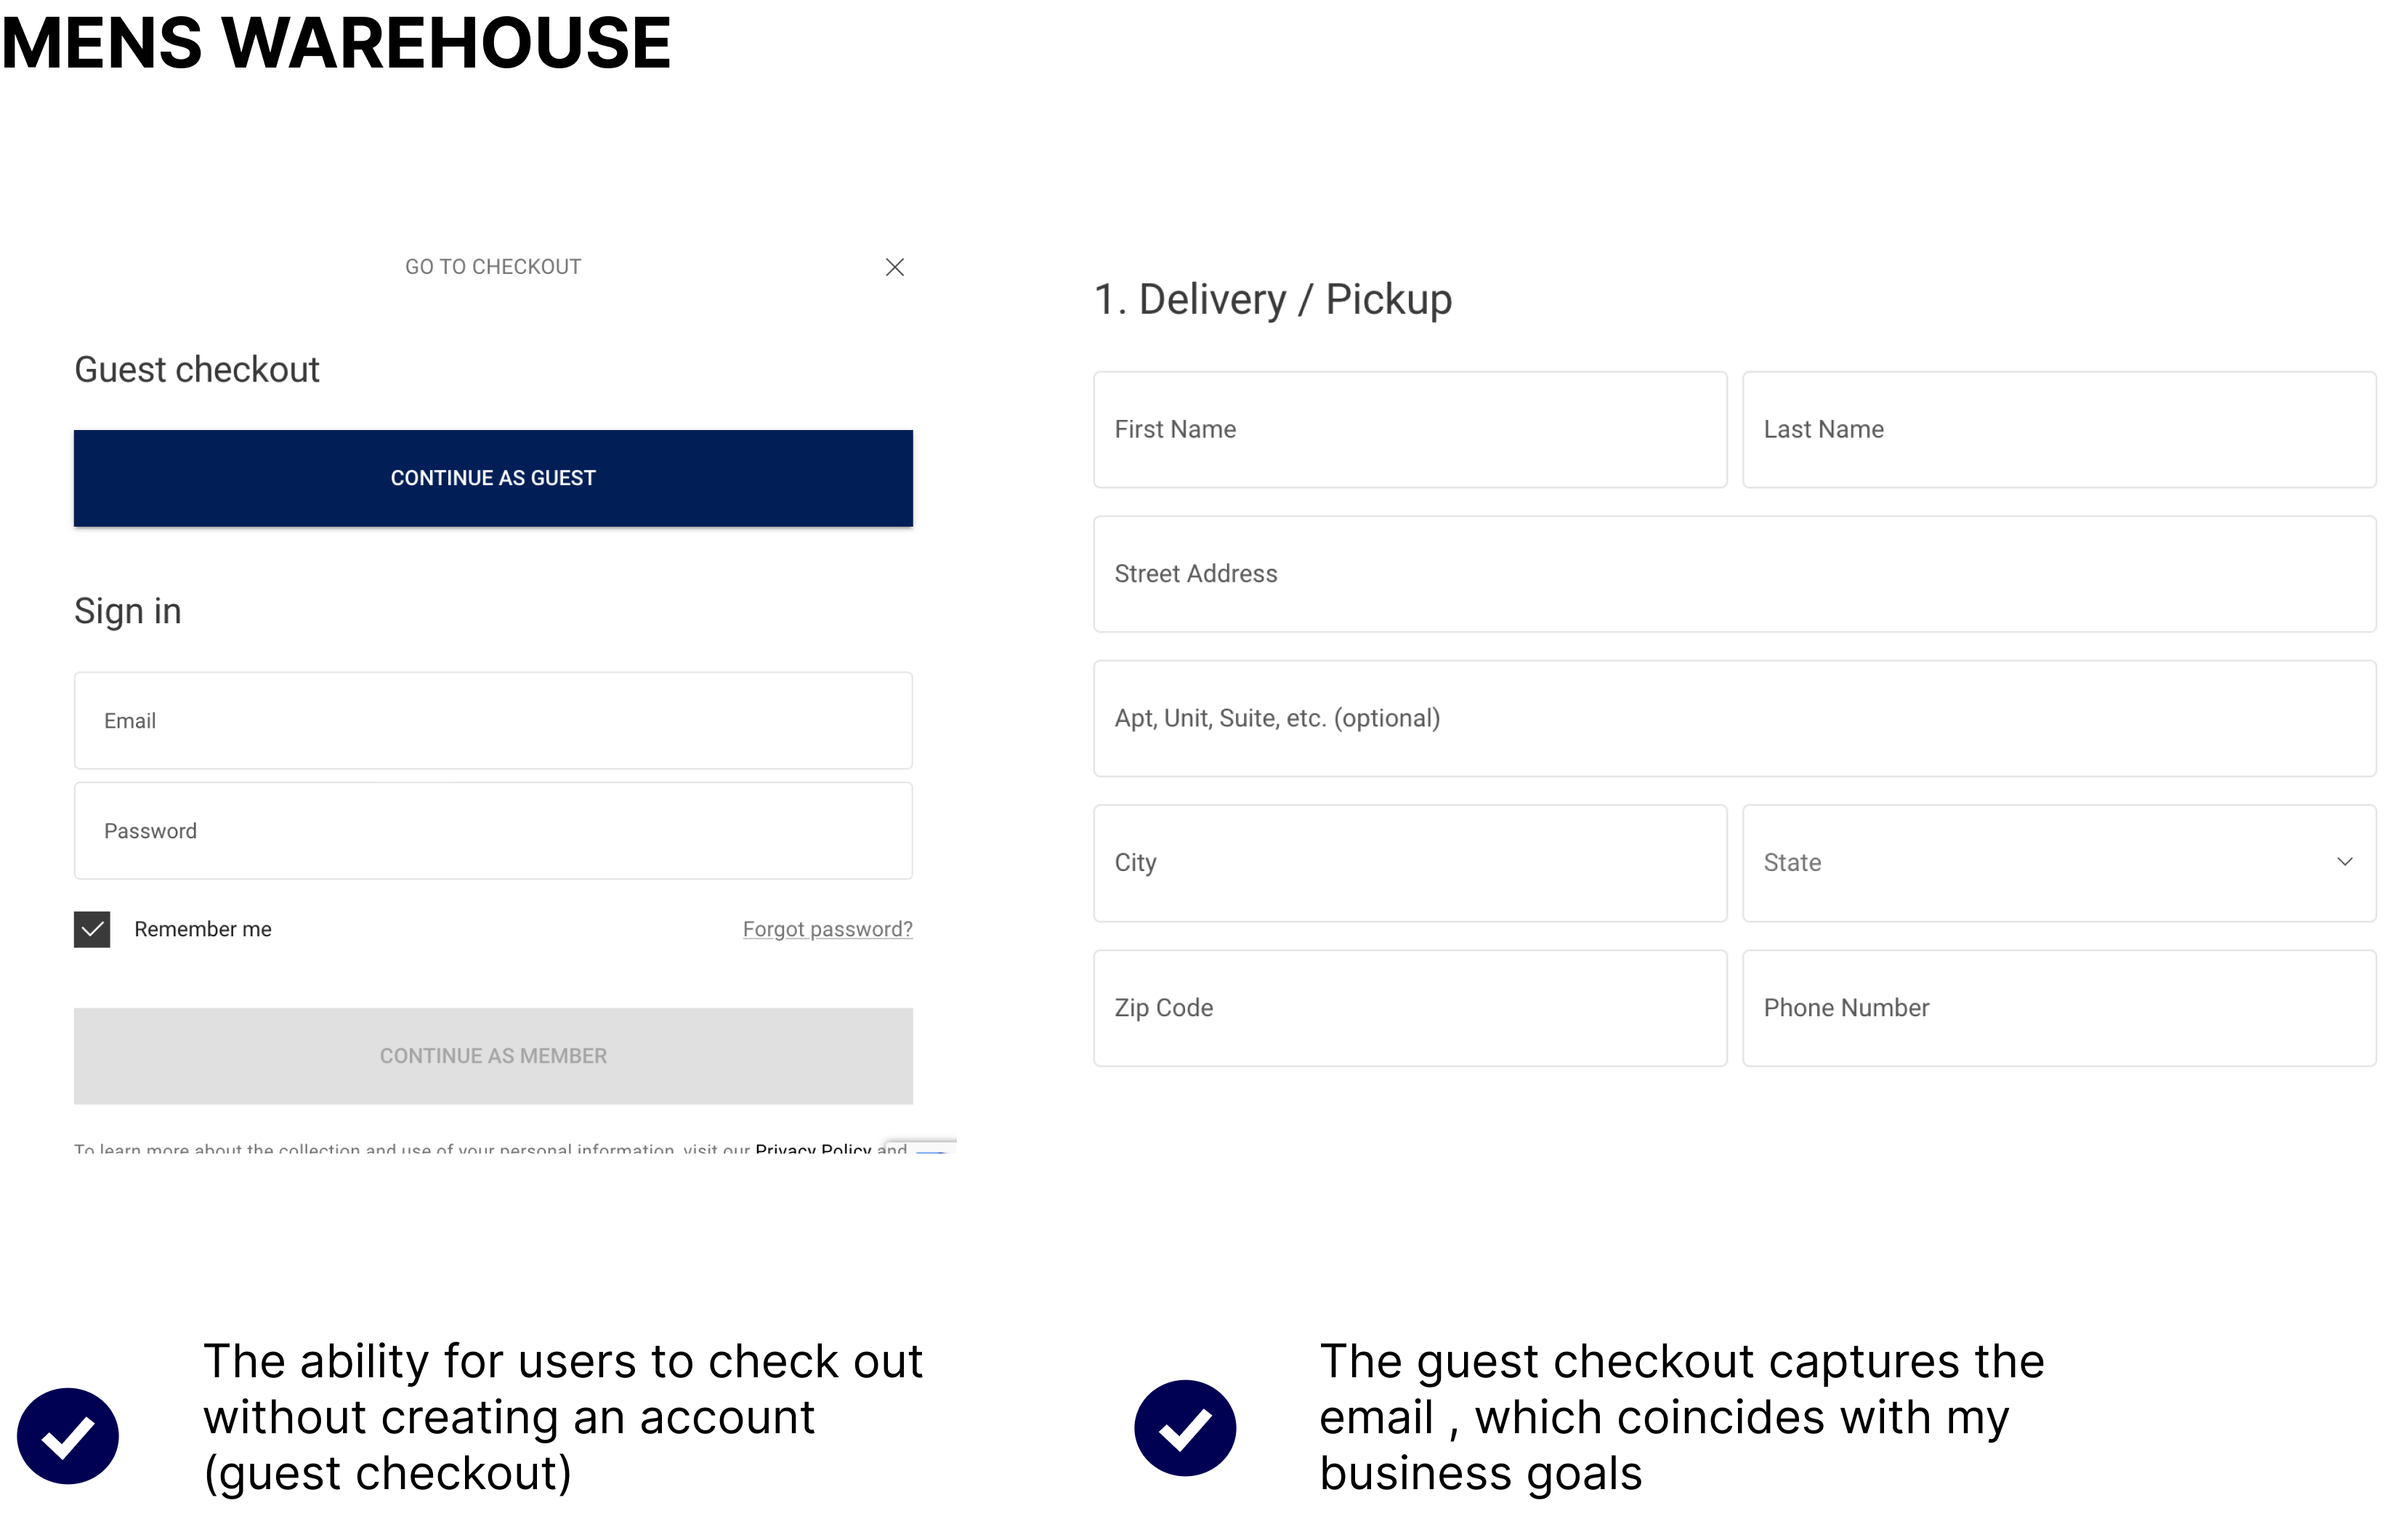 MENS WAREHOUSE
GO TO CHECKOUT
Guest checkout
CONTINUE AS GUEST
Sign in
Email
Password
Remember me
Forgot password?
CONTINUE AS MEMBER
To learn more about the collection and use of your personal information, visit our Privacy Policy and
1. Delivery / Pickup
First Name
Last Name
Street Address
Apt, Unit, Suite, etc. (optional)
City
State
Zip Code
Phone Number
The ability for users to check out
without creating an account
(guest checkout)
The guest checkout captures the
email , which coincides with my
business goals